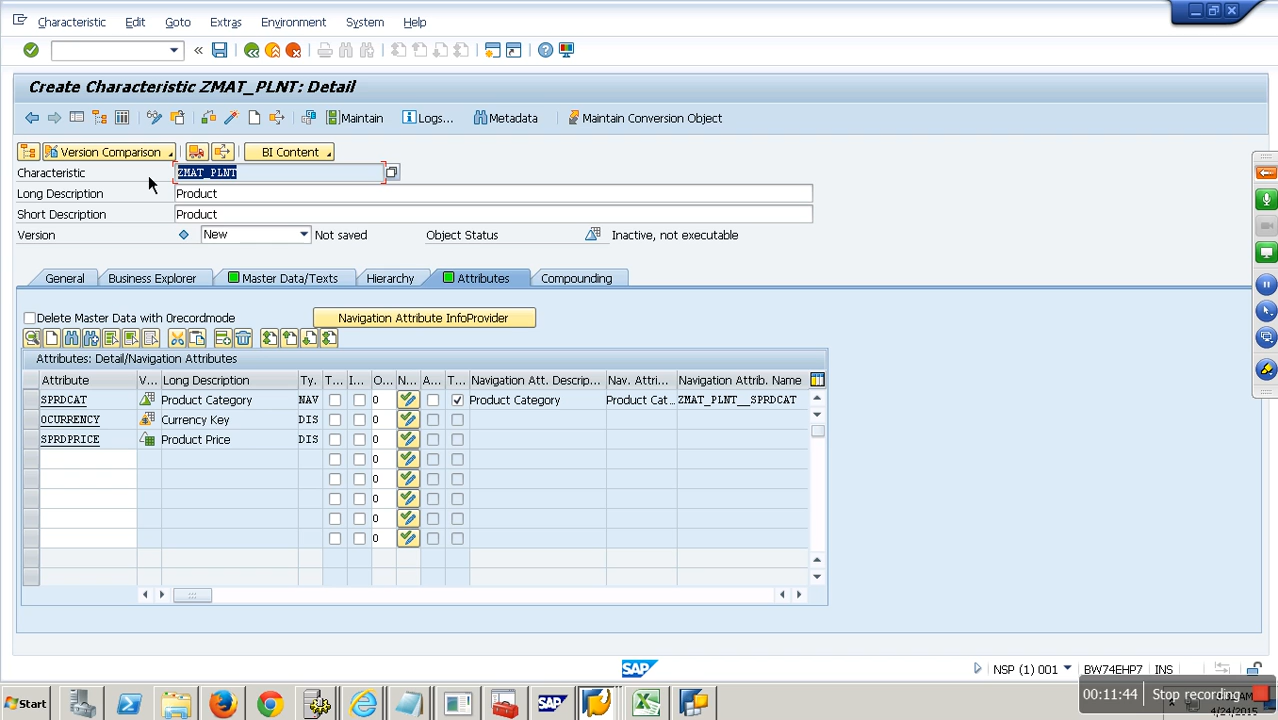 Characteristic Edit Goto Extras Environment System Help
Create Characteristic ZMAT_PLNT: Detail
Maintain Logs... Metadata Maintain Conversion Object
Version Comparison BI Content
Characteristic ZMAT_PLNT
Long Description Product
Short Description Product
Version New Not saved Object Status Inactive, not executable
General Business Explorer Master Data/Texts Hierarchy Attributes Compounding
Delete Master Data with 0recordmode Navigation Attribute InfoProvider
Attributes: Detail/Navigation Attributes
Attribute V... Long Description Ty. T... I... O... N... A... T... Navigation Att. Descrip... Nav. Attri... Navigation Attrib. Name
SPRDCAT Product Category NAV 0 Product Category Product Cat... ZMAT_PLNT__SPRDCAT
0CURRENCY Currency Key DIS 0
SPRDPRICE Product Price DIS 0
0
0
0
0
0
SAP NSP (1) 001 BW74EHP7 INS
Start SAP 00:11:44 Stop recording AM
4/24/2015